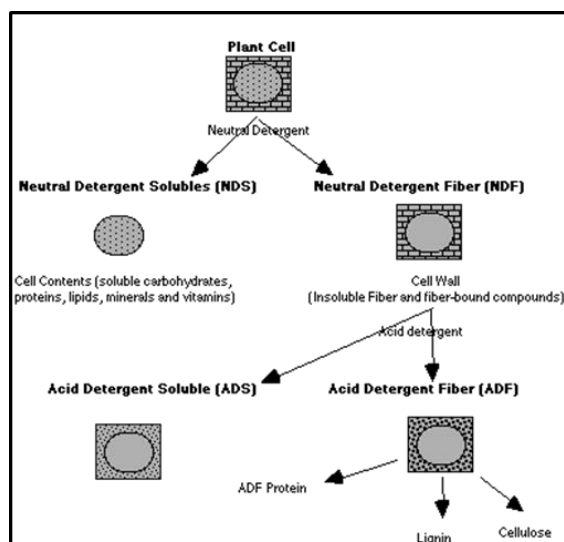 Plant Cell
Neutral Detergent
Neutral Detergent Solubles (NDS)
Neutral Detergent Fiber (NDF)
Cell Contents (soluble carbohydrates,
proteins, lipids, minerals and vitamins)
Cell Wall
(Insoluble Fiber and fiber-bound compounds)
Acid detergent
Acid Detergent Soluble (ADS)
Acid Detergent Fiber (ADF)
ADF Protein
Lignin
Cellulose